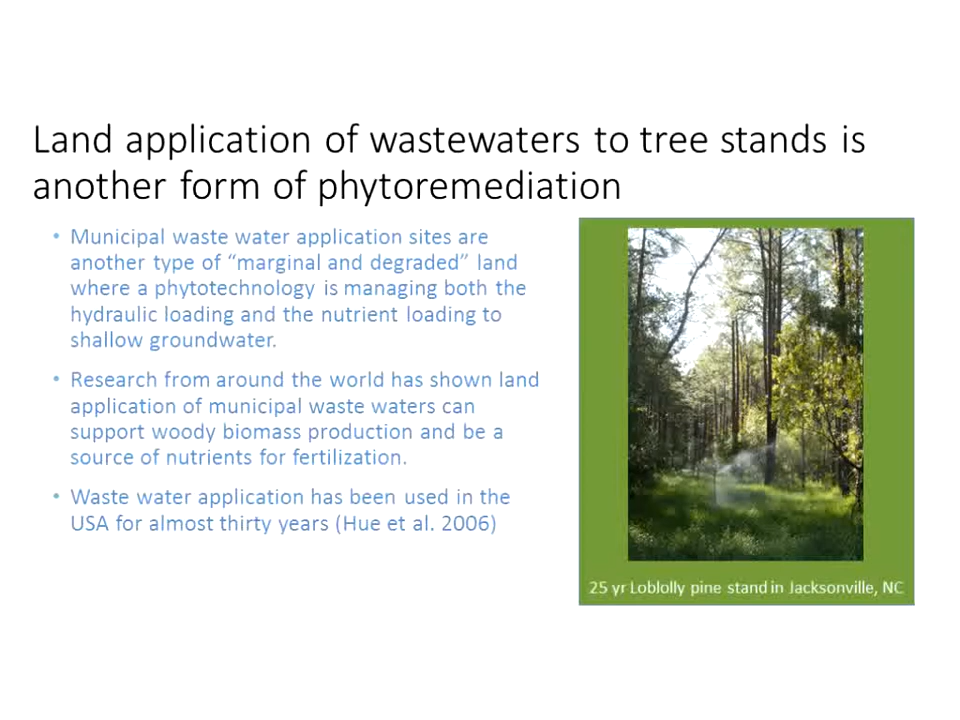 Land application of wastewaters to tree stands is
another form of phytoremediation
• Municipal waste water application sites are
another type of “marginal and degraded” land
where a phytotechnology is managing both the
hydraulic loading and the nutrient loading to
shallow groundwater.
• Research from around the world has shown land
application of municipal waste waters can
support woody biomass production and be a
source of nutrients for fertilization.
• Waste water application has been used in the
USA for almost thirty years (Hue et al. 2006)
25 yr Loblolly pine stand in Jacksonville, NC